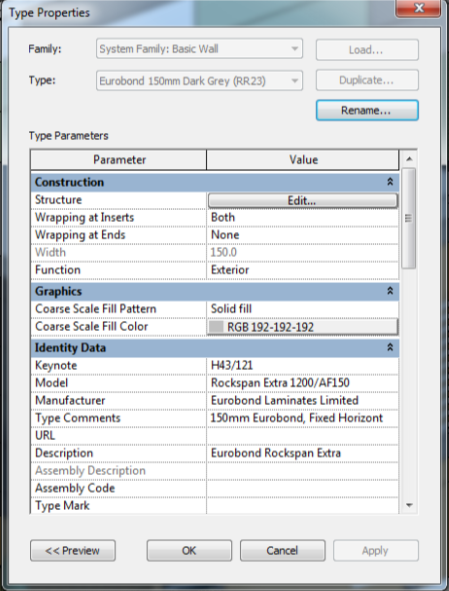 Type Properties
Family: System Family: Basic Wall Load...
Type: Eurobond 150mm Dark Grey (RR23) Duplicate...
Rename...
Type Parameters
Parameter Value
Construction
Structure Edit...
Wrapping at Inserts Both
Wrapping at Ends None
Width 150.0
Function Exterior
Graphics
Coarse Scale Fill Pattern Solid fill
Coarse Scale Fill Color RGB 192-192-192
Identity Data
Keynote H43/121
Model Rockspan Extra 1200/AF150
Manufacturer Eurobond Laminates Limited
Type Comments 150mm Eurobond, Fixed Horizont
URL
Description Eurobond Rockspan Extra
Assembly Description
Assembly Code
Type Mark
<< Preview OK Cancel Apply